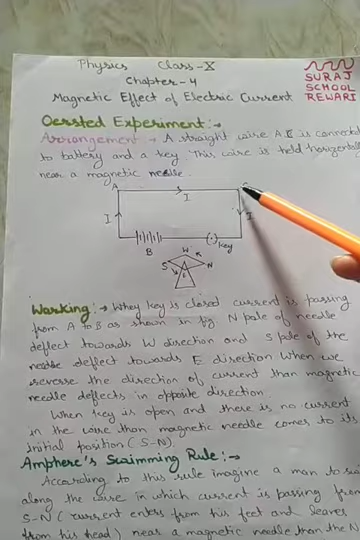 Physics Class-X
Chapter-4
Magnetic Effect of Electric Current
SURAJ
SCHOOL
REWARI
Oersted Experiment:→
Arrangement → A straight wire AC is connected
to battery and a key This wire is held horizontall
near a magnetic needle.
A
I
I
I
B
key
W
S
N
E
Warking:→ Whey key is closed current is passing
from A to B as shown in fig. N pole of needle
deflect towards W direction and S pole of the
needle deflect towards E direction When we
reverse the direction of current than magnetic
needle deflects in opposite direction.
When key is open and there is no current
in the wire than magnetic needle comes to its
initial position (S-N).
Amphere's Swimming Rule:→
According to this rule imagine a man to
along the wire in which current is passing from
S-N (current enters from his feet and leaves
from his head) near a magnetic needle than the N